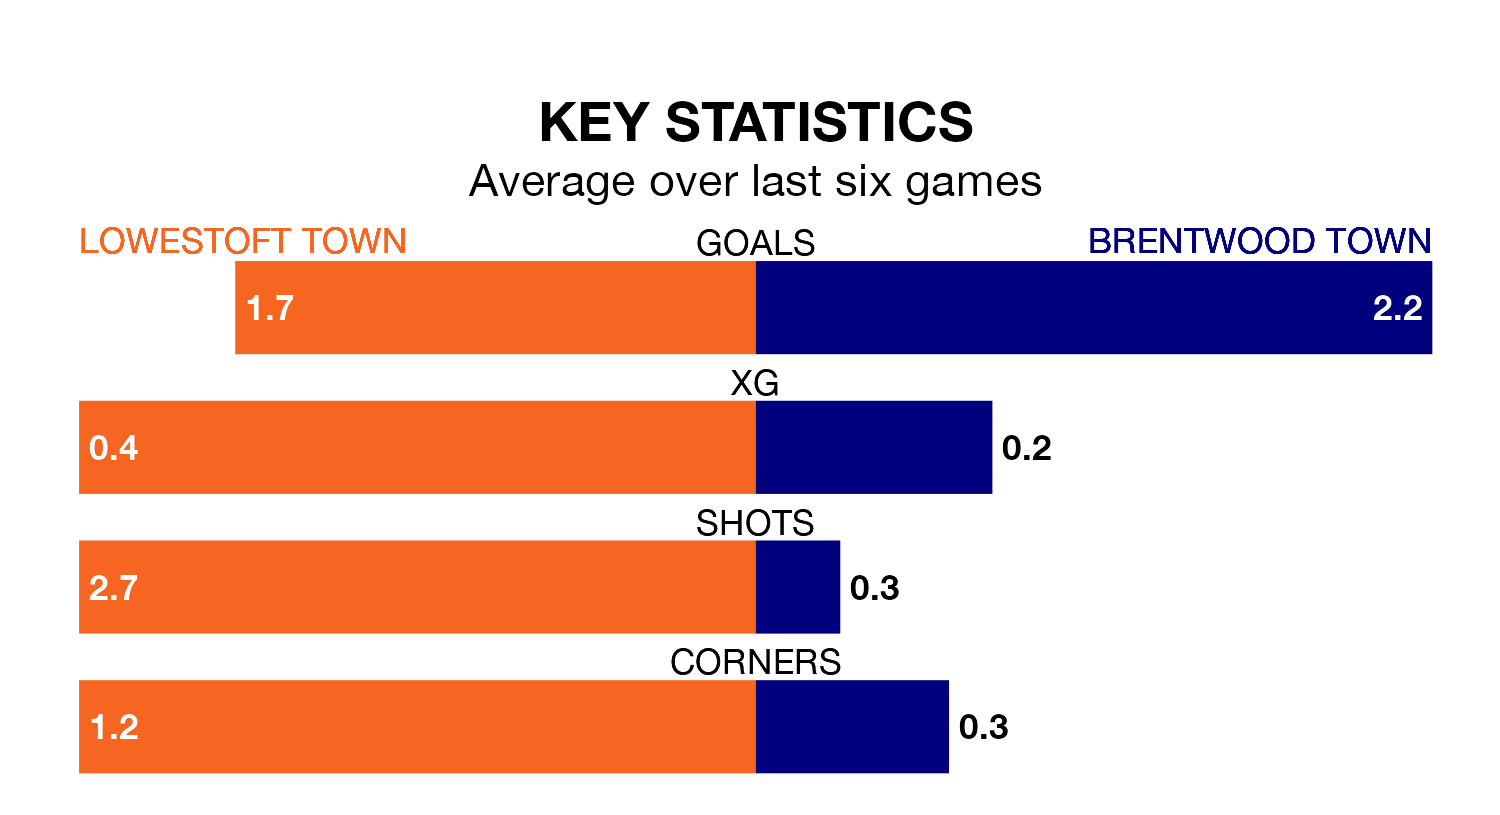 KEY STATISTICS
Average over last six games
LOWESTOFT TOWN GOALS BRENTWOOD TOWN
1.7 2.2
XG
0.4 0.2
SHOTS
2.7 0.3
CORNERS
1.2 0.3